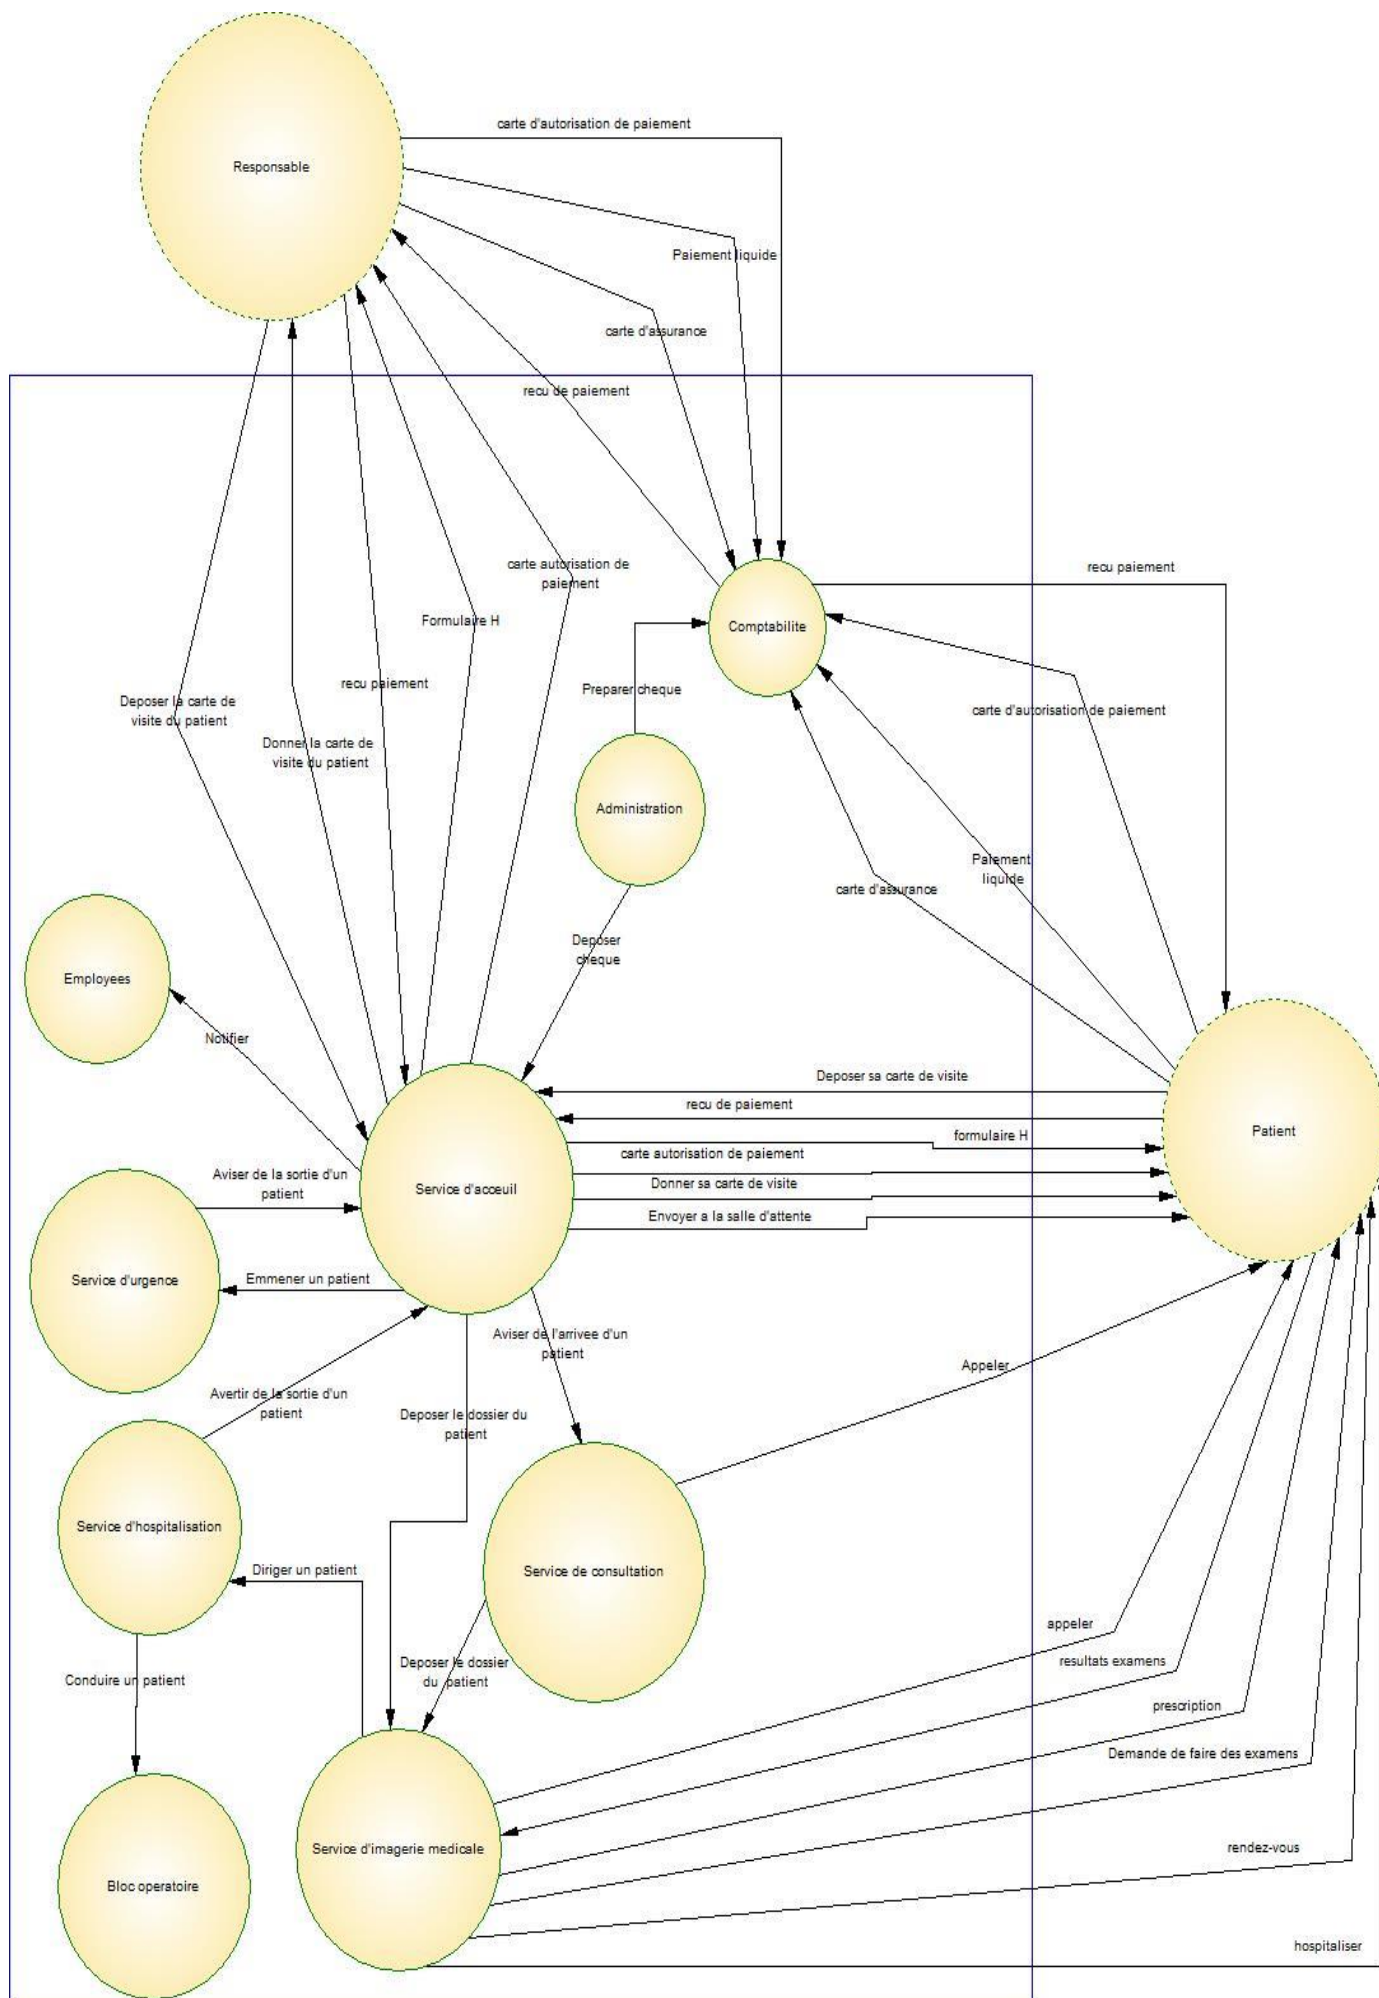 carte d'autorisation de paiement
Responsable
Paiement liquide
carte d'assurance
recu de paiement
carte autorisation de
paiement
recu paiement
Formulaire H
Comptabilite
recu paiement
Preparer cheque
Deposer la carte de
visite du patient
carte d'autorisation de paiement
Donner la carte de
visite du patient
Administration
Paiement
liquide
carte d'assurance
Deposer
cheque
Employees
Notifier
Deposer sa carte de visite
recu de paiement
Patient
formulaire H
carte autorisation de paiement
Aviser de la sortie d'un
patient
Donner sa carte de visite
Service d'acceuil
Envoyer a la salle d'attente
Service d'urgence
Emmener un patient
Aviser de l'arrivee d'un
patient
Appeler
Avertir de la sortie d'un
patient
Deposer le dossier du
patient
Service d'hospitalisation
Diriger un patient
Service de consultation
appeler
resultats examens
Deposer le dossier
du patient
Conduire un patient
prescription
Demande de faire des examens
Service d'imagerie medicale
rendez-vous
Bloc operatoire
hospitaliser